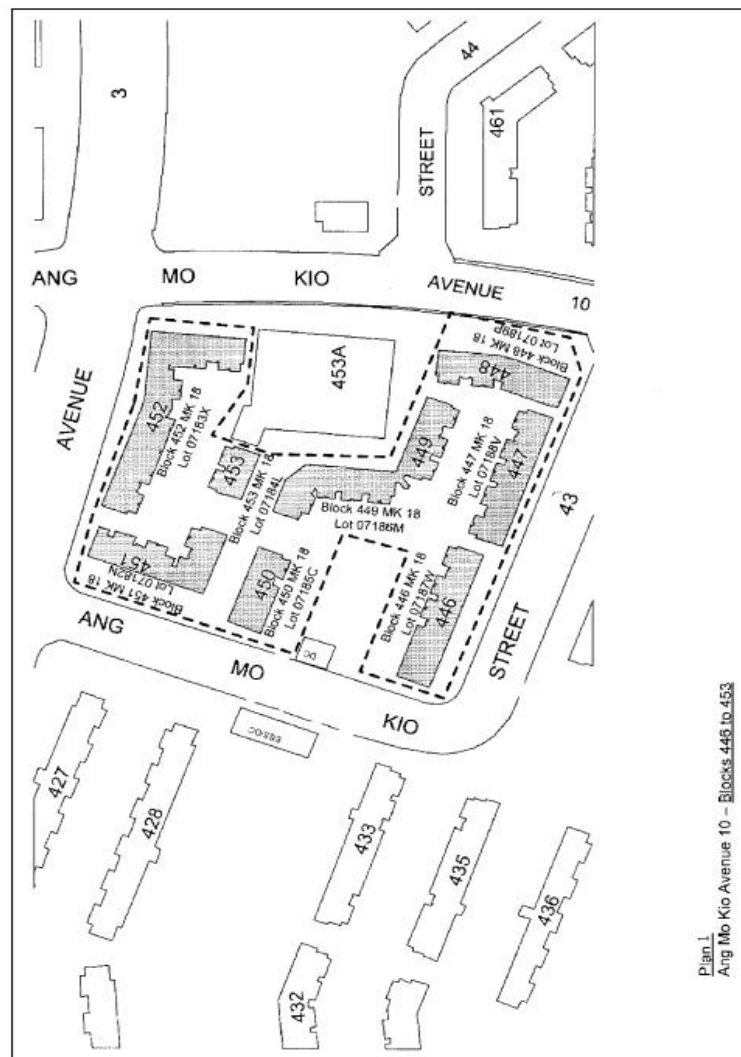 3
44
461
STREET
ANG MO KIO AVENUE 10
453A
AVENUE
452
Block 452 MK 18
Lot 07183X
453
Block 453 MK 18
Lot 07184L
448
Block 448 MK 18
Lot 07189P
449
Block 449 MK 18
Lot 07186M
447
Block 447 MK 18
Lot 07188V
451
Block 451 MK 18
Lot 07182N
450
Block 450 MK 18
Lot 07185C
446
Block 446 MK 18
Lot 07187W
43
STREET
DC
ANG MO KIO
ESS/DC
427
428
433
435
436
432
Plan 1
Ang Mo Kio Avenue 10 – Blocks 446 to 453